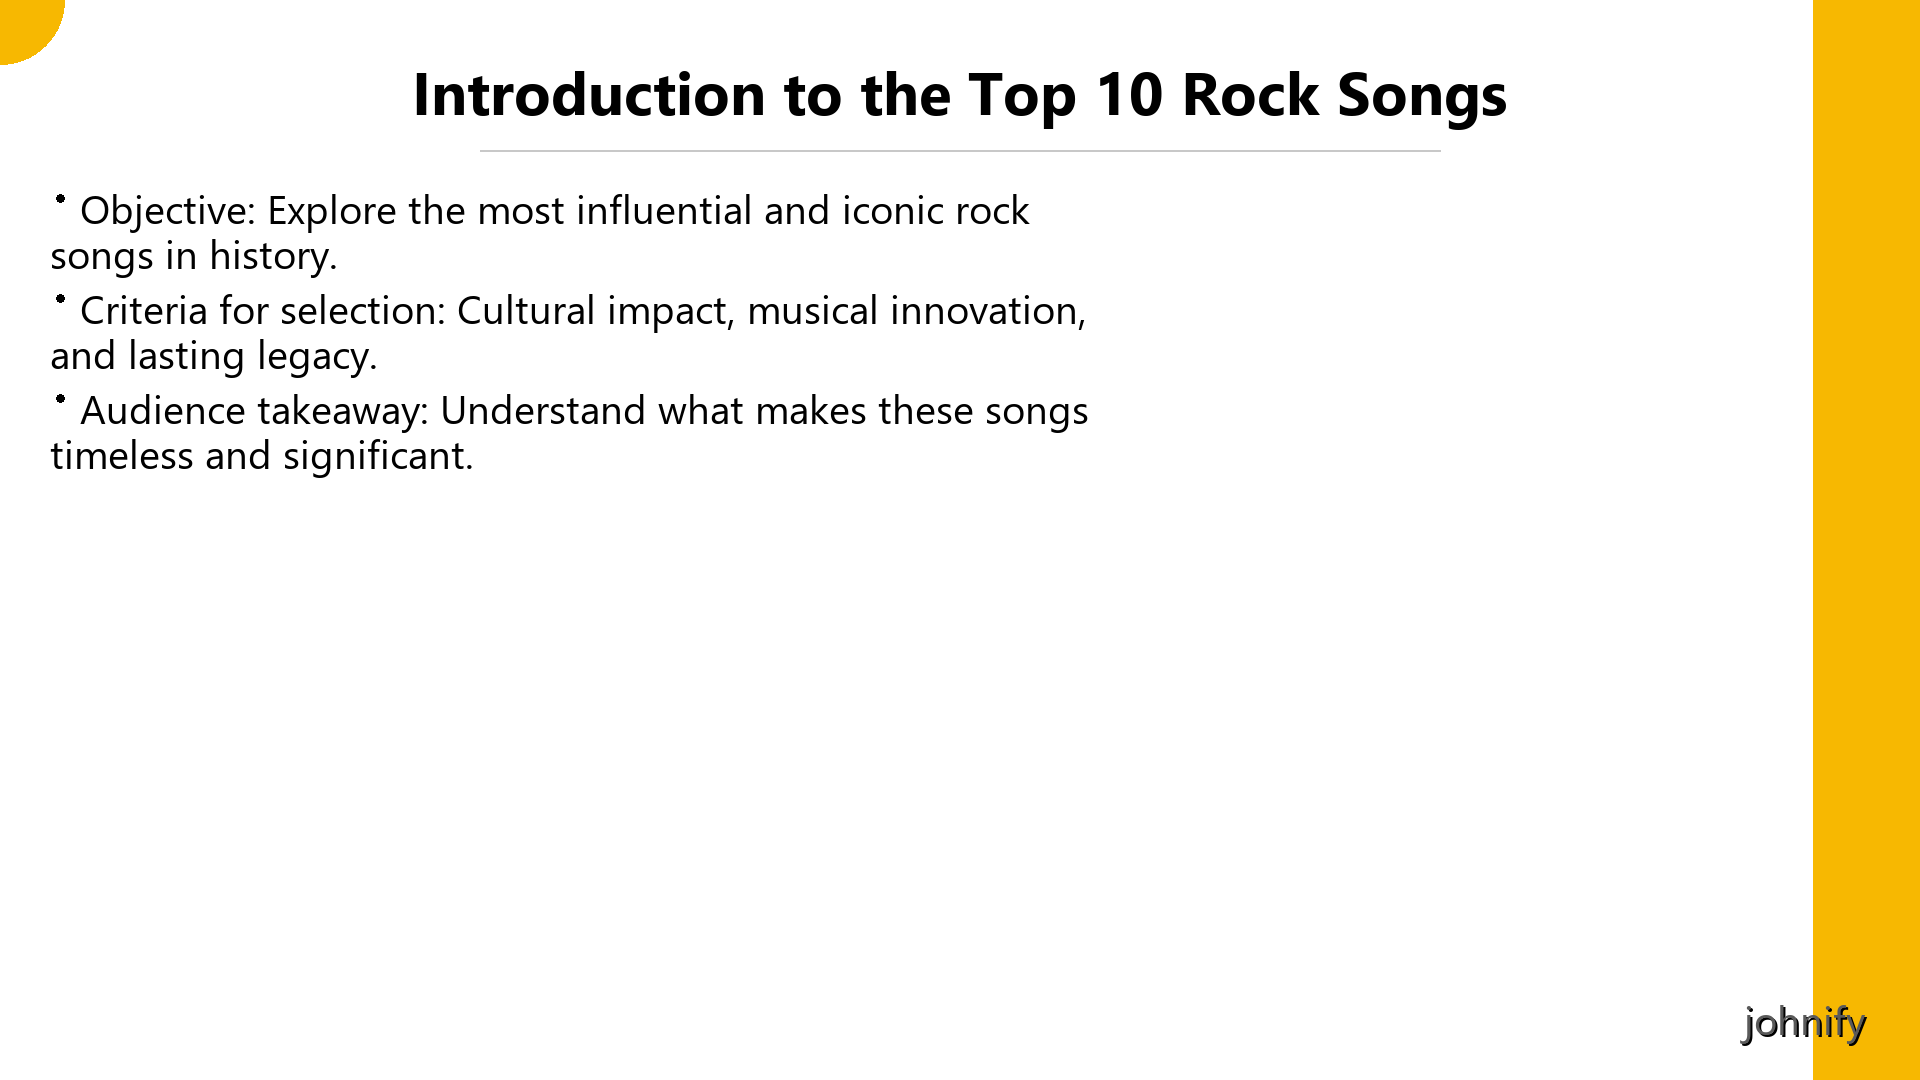 Introduction to the Top 10 Rock Songs
• Objective: Explore the most influential and iconic rock
songs in history.
• Criteria for selection: Cultural impact, musical innovation,
and lasting legacy.
• Audience takeaway: Understand what makes these songs
timeless and significant.
johnify